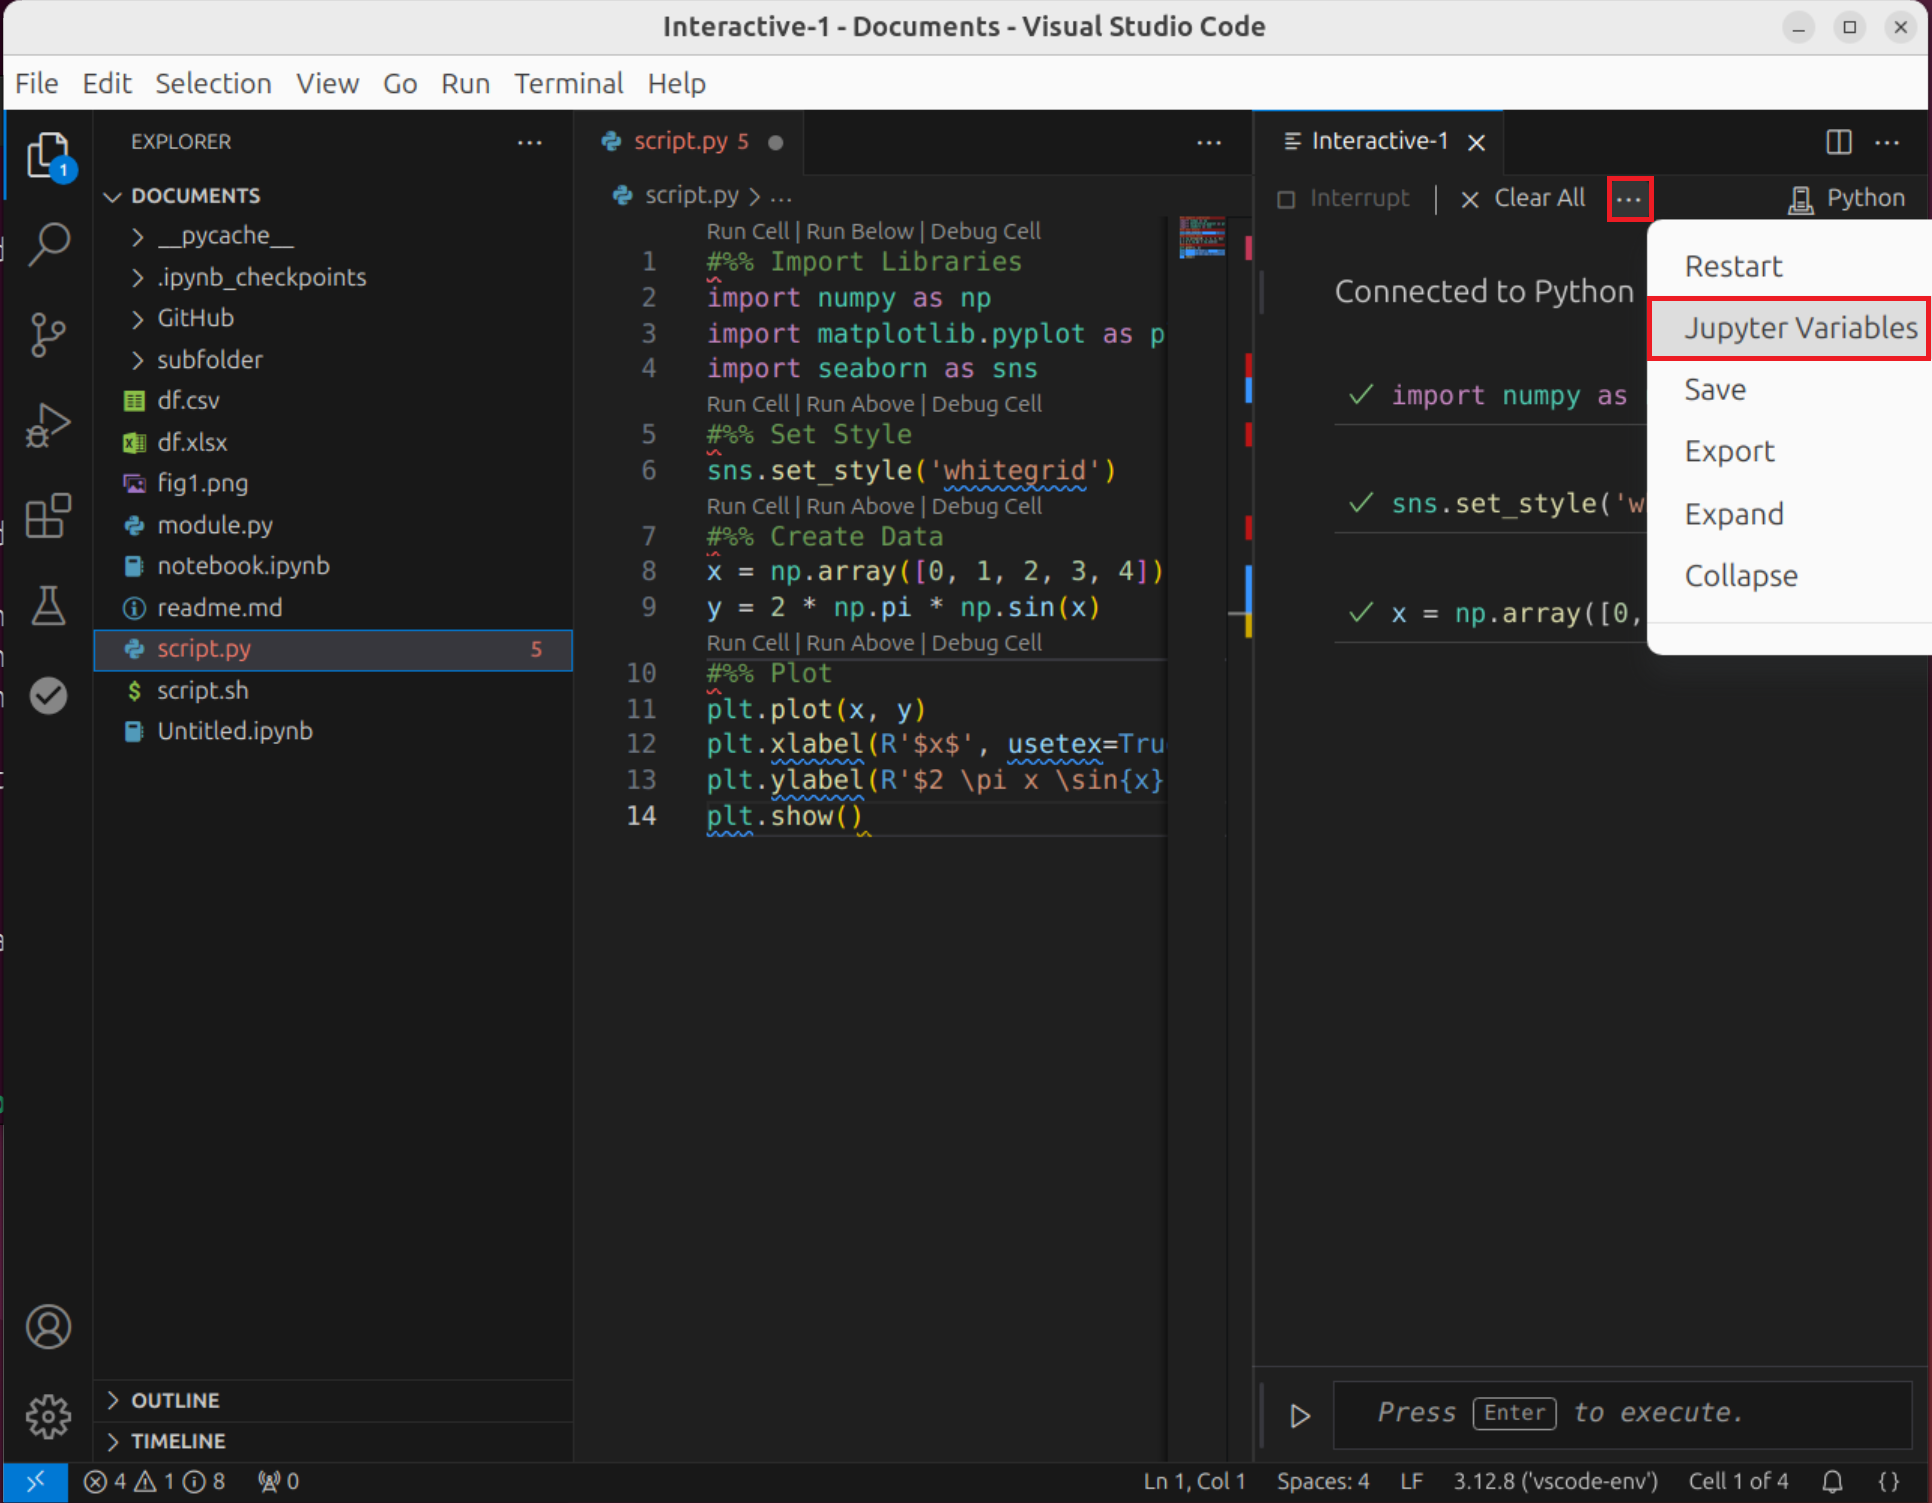 Interactive-1 - Documents - Visual Studio Code
File Edit Selection View Go Run Terminal Help
1
EXPLORER
DOCUMENTS
__pycache__
.ipynb_checkpoints
GitHub
subfolder
df.csv
df.xlsx
fig1.png
module.py
notebook.ipynb
readme.md
script.py 5
script.sh
Untitled.ipynb
OUTLINE
TIMELINE
script.py 5
script.py > ...
Run Cell | Run Below | Debug Cell
1 #%% Import Libraries
2 import numpy as np
3 import matplotlib.pyplot as p
4 import seaborn as sns
Run Cell | Run Above | Debug Cell
5 #%% Set Style
6 sns.set_style('whitegrid')
Run Cell | Run Above | Debug Cell
7 #%% Create Data
8 x = np.array([0, 1, 2, 3, 4])
9 y = 2 * np.pi * np.sin(x)
Run Cell | Run Above | Debug Cell
10 #%% Plot
11 plt.plot(x, y)
12 plt.xlabel(R'$x$', usetex=Tru
13 plt.ylabel(R'$2 \pi x \sin{x}
14 plt.show()
Interactive-1
Interrupt | Clear All ... Python
Connected to Python
import numpy as
sns.set_style('w
x = np.array([0,
Restart
Jupyter Variables
Save
Export
Expand
Collapse
Press Enter to execute.
4 1 8 0 Ln 1, Col 1 Spaces: 4 LF 3.12.8 ('vscode-env') Cell 1 of 4 {}